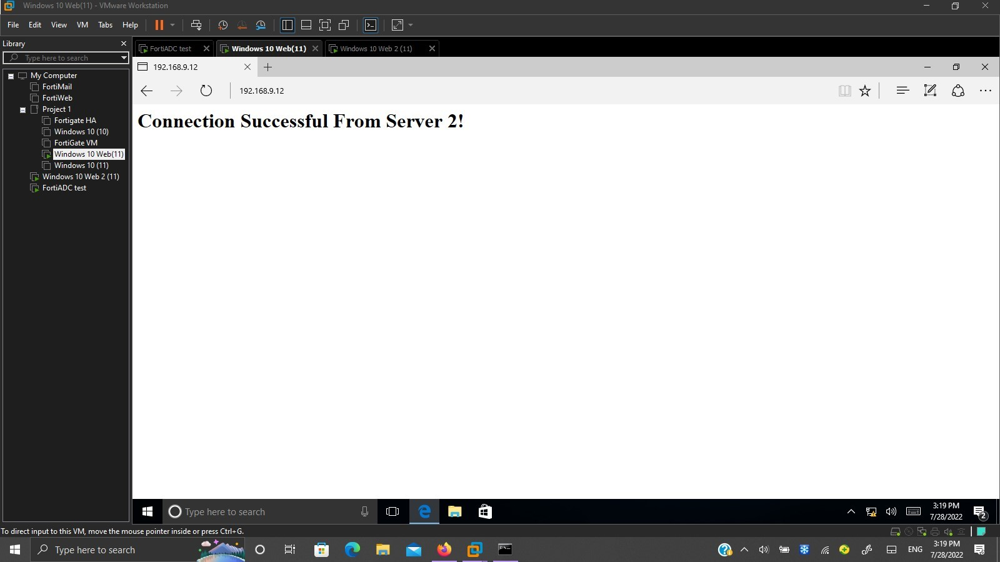 Windows 10 Web(11) - VMware Workstation
File Edit View VM Tabs Help
Library
Type here to search
My Computer
FortiMail
FortiWeb
Project 1
Fortigate HA
Windows 10 (10)
FortiGate VM
Windows 10 Web(11)
Windows 10 (11)
Windows 10 Web 2 (11)
FortiADC test
FortiADC test
Windows 10 Web(11)
Windows 10 Web 2 (11)
192.168.9.12
192.168.9.12
Connection Successful From Server 2!
Type here to search
3:19 PM
7/28/2022
2
To direct input to this VM, move the mouse pointer inside or press Ctrl+G.
Type here to search
ENG
3:19 PM
7/28/2022